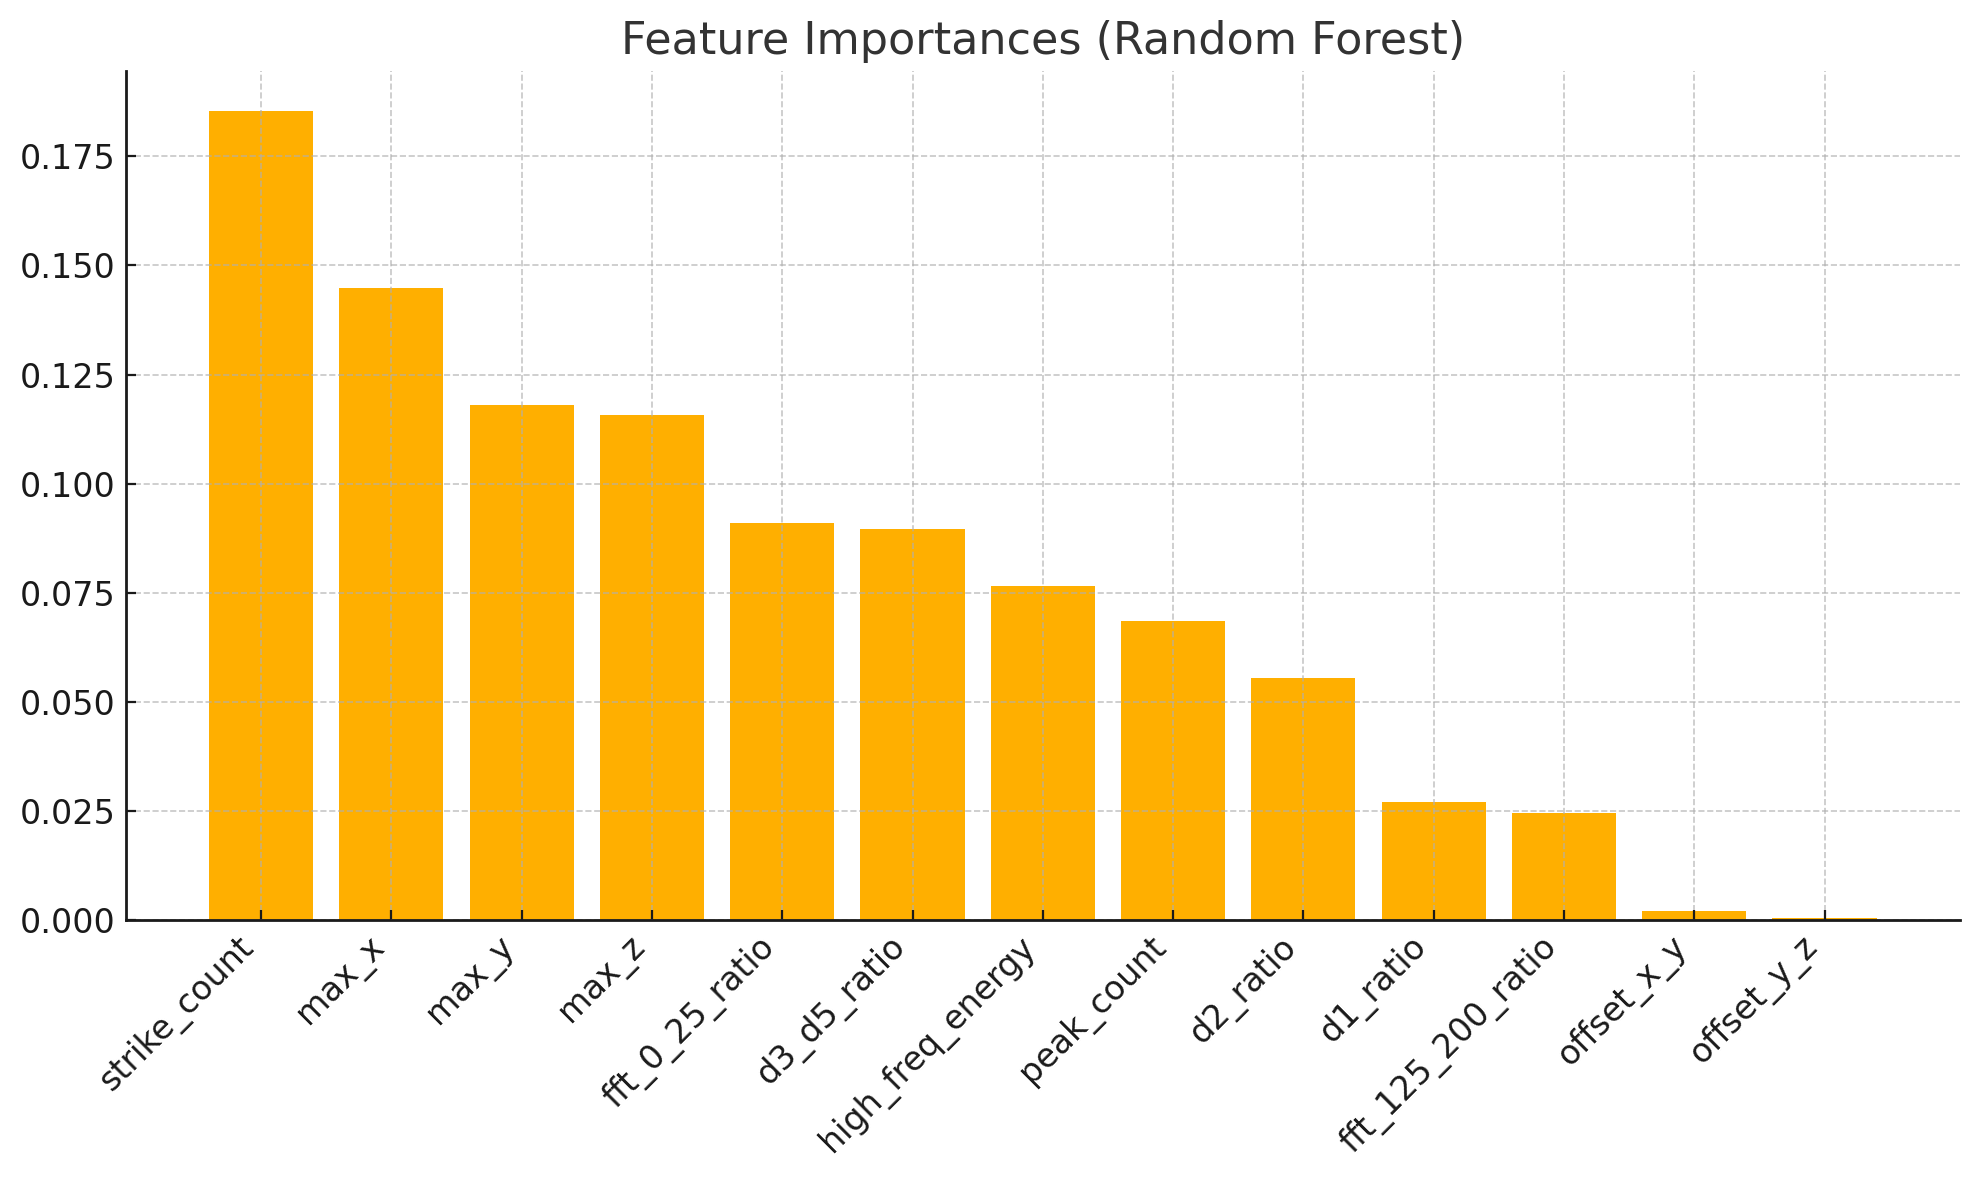 Feature Importances (Random Forest)
0.175
0.150
0.125
0.100
0.075
0.050
0.025
0.000
strike_count
max_x
max_y
max_z
fft_0_25_ratio
d3_d5_ratio
high_freq_energy
peak_count
d2_ratio
d1_ratio
fft_125_200_ratio
offset_x_y
offset_y_z